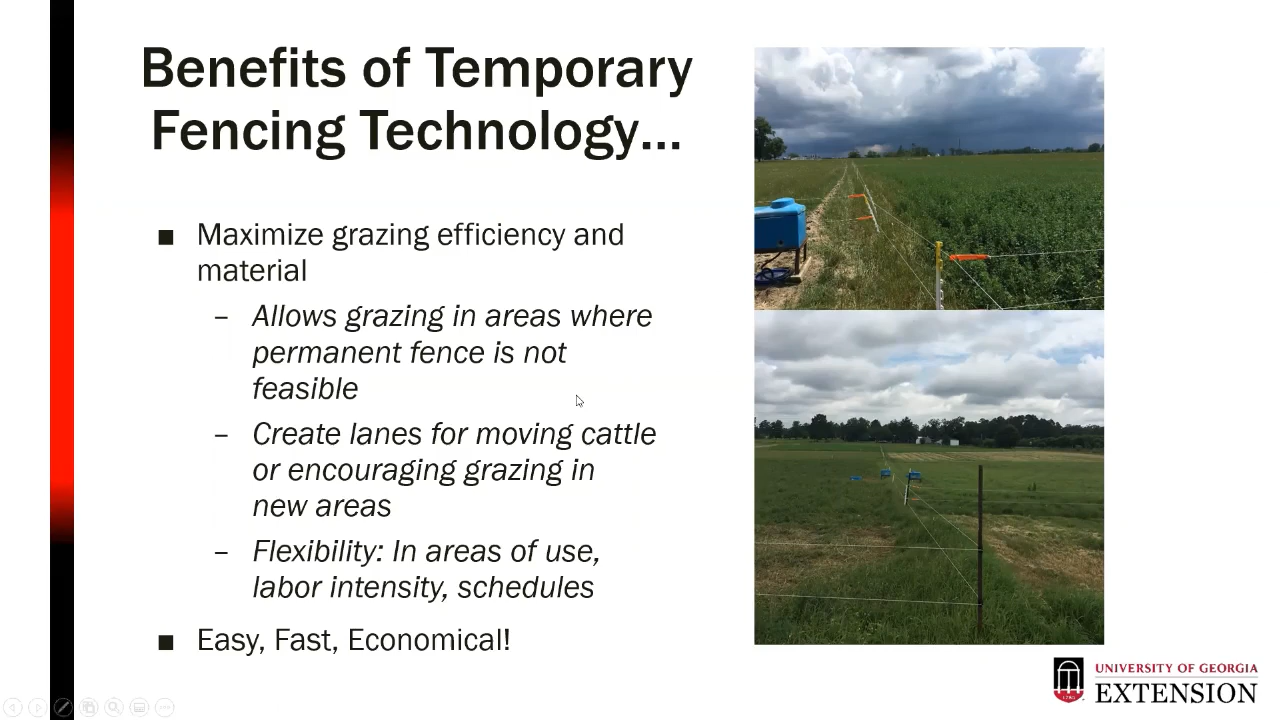 Benefits of Temporary
Fencing Technology...
■ Maximize grazing efficiency and
material
– Allows grazing in areas where
permanent fence is not
feasible
– Create lanes for moving cattle
or encouraging grazing in
new areas
– Flexibility: In areas of use,
labor intensity, schedules
■ Easy, Fast, Economical!
1785
UNIVERSITY OF GEORGIA
EXTENSION